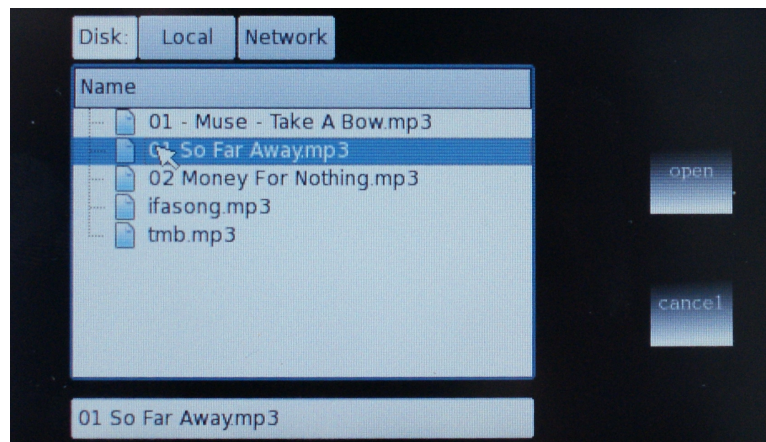 Disk: Local Network
Name
01 - Muse - Take A Bow.mp3
01 So Far Away.mp3
02 Money For Nothing.mp3
ifasong.mp3
tmb.mp3
open
cancel
01 So Far Away.mp3